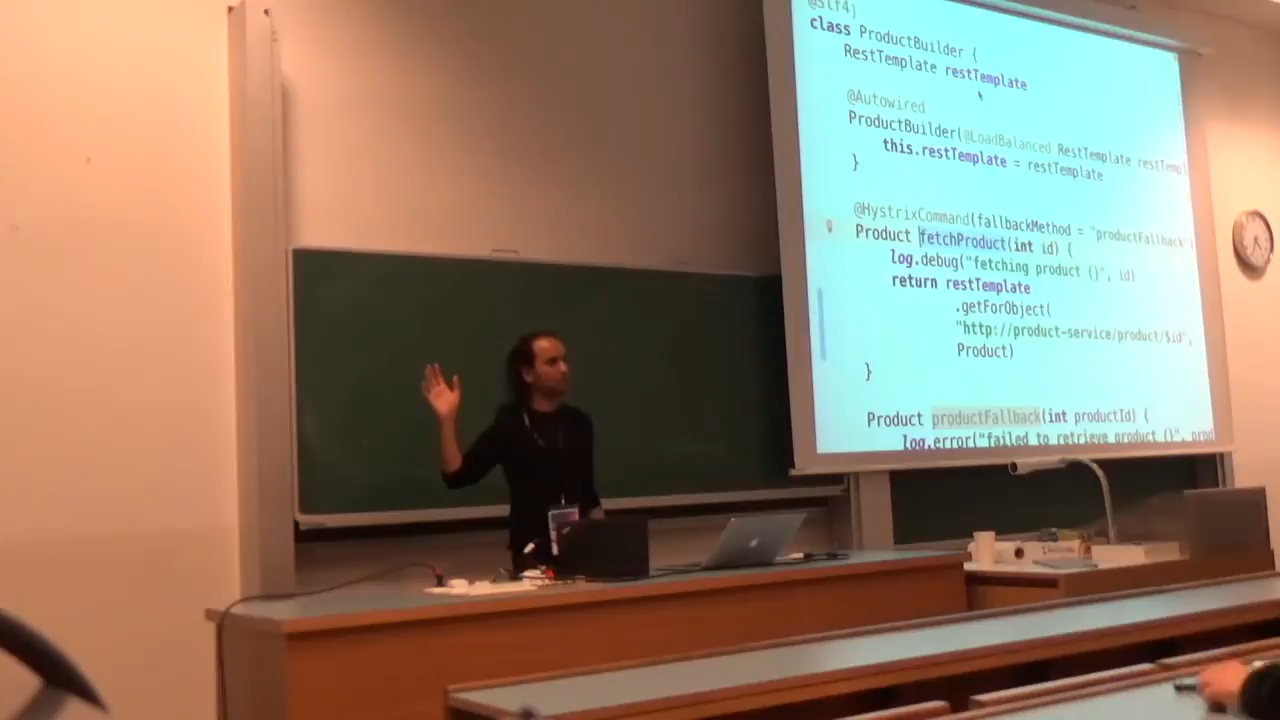 @Slf4j
class ProductBuilder {
RestTemplate restTemplate
@Autowired
ProductBuilder(@LoadBalanced RestTemplate restTempl
this.restTemplate = restTemplate
}
@HystrixCommand(fallbackMethod = "productFallback")
Product fetchProduct(int id) {
log.debug("fetching product {}", id)
return restTemplate
.getForObject(
"http://product-service/product/$id",
Product)
}
Product productFallback(int productId) {
log.error("failed to retrieve product {}", prod